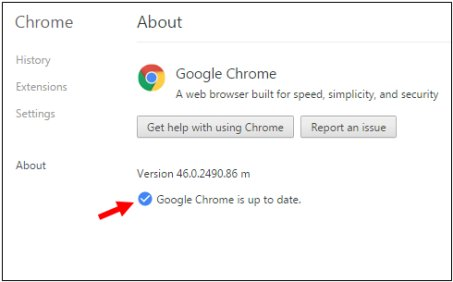 Chrome
About
History
Extensions
Settings
About
Google Chrome
A web browser built for speed, simplicity, and security
Get help with using Chrome
Report an issue
Version 46.0.2490.86 m
Google Chrome is up to date.